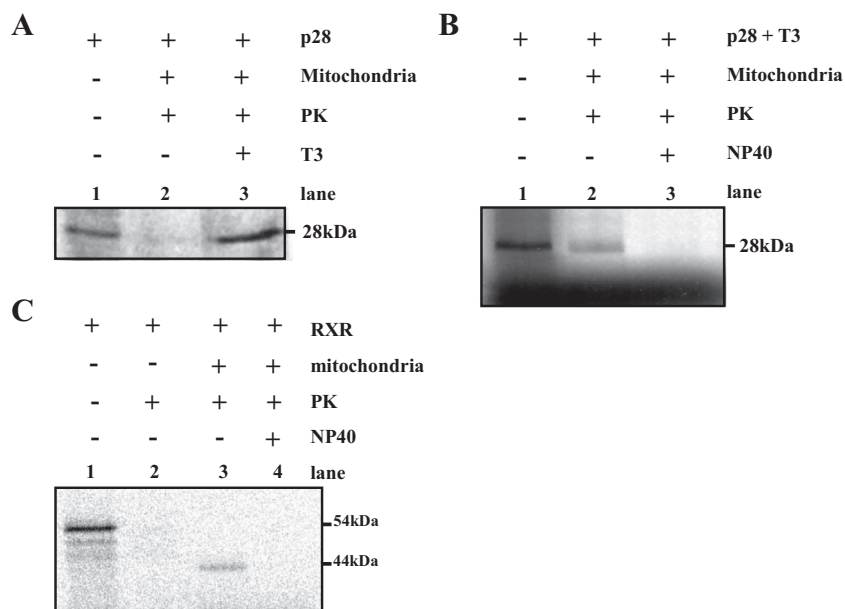 A
+ + + p28
- + + Mitochondria
- + + PK
- - + T3
1 2 3 lane
28kDa
B
+ + + p28 + T3
- + + Mitochondria
- + + PK
- - + NP40
1 2 3 lane
28kDa
C
+ + + + RXR
- - + + mitochondria
- + + + PK
- - - + NP40
1 2 3 4 lane
54kDa
44kDa